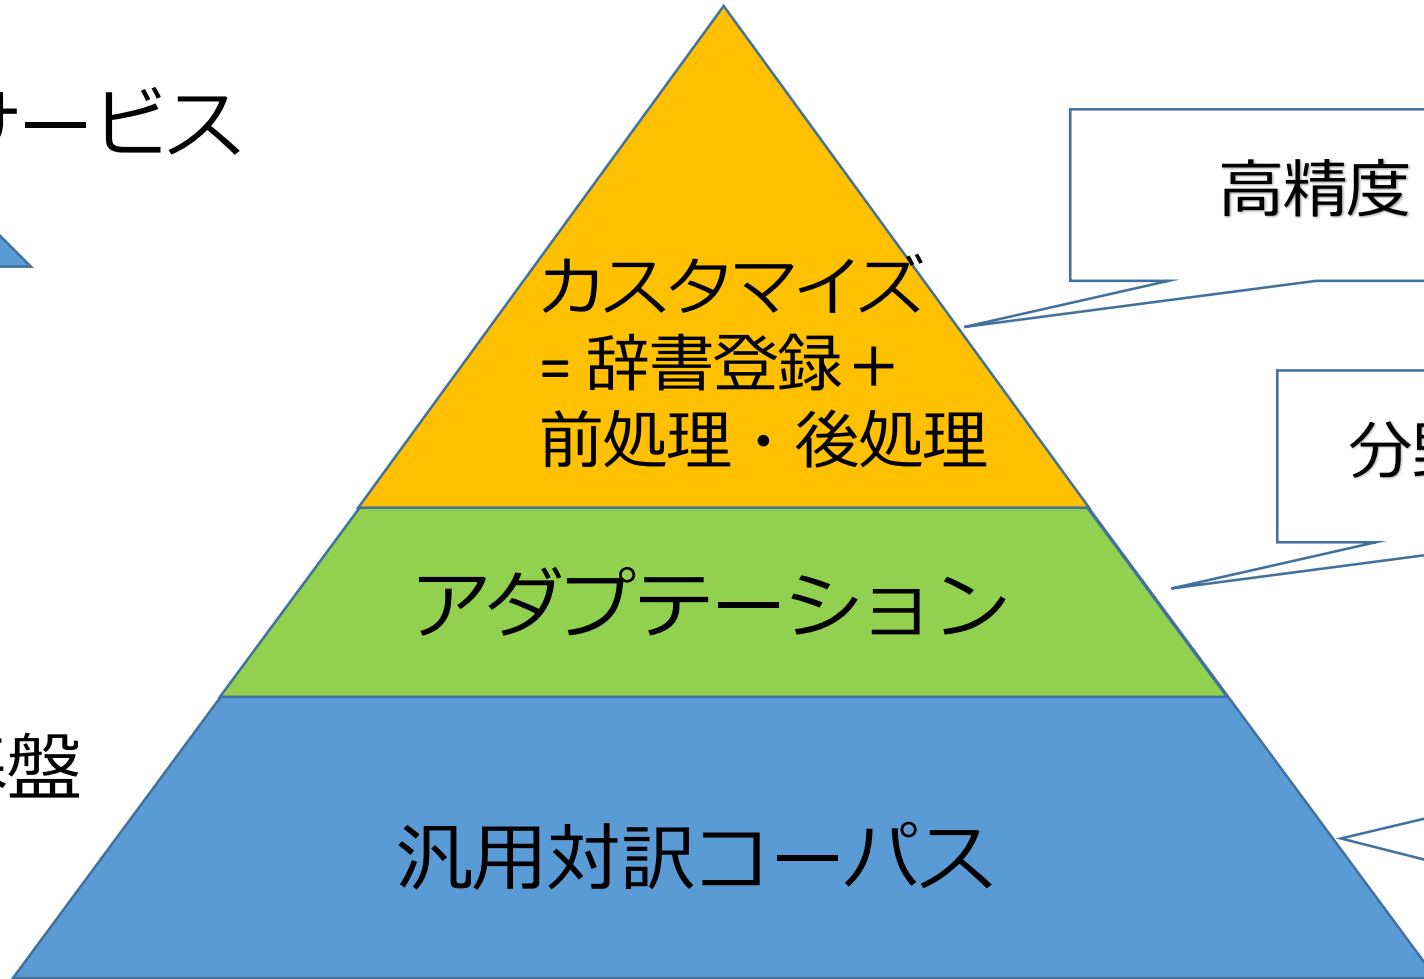 サービス
高精度
カスタマイズ
= 辞書登録＋
前処理・後処理
分野
アダプテーション
盤
汎用対訳コーパス